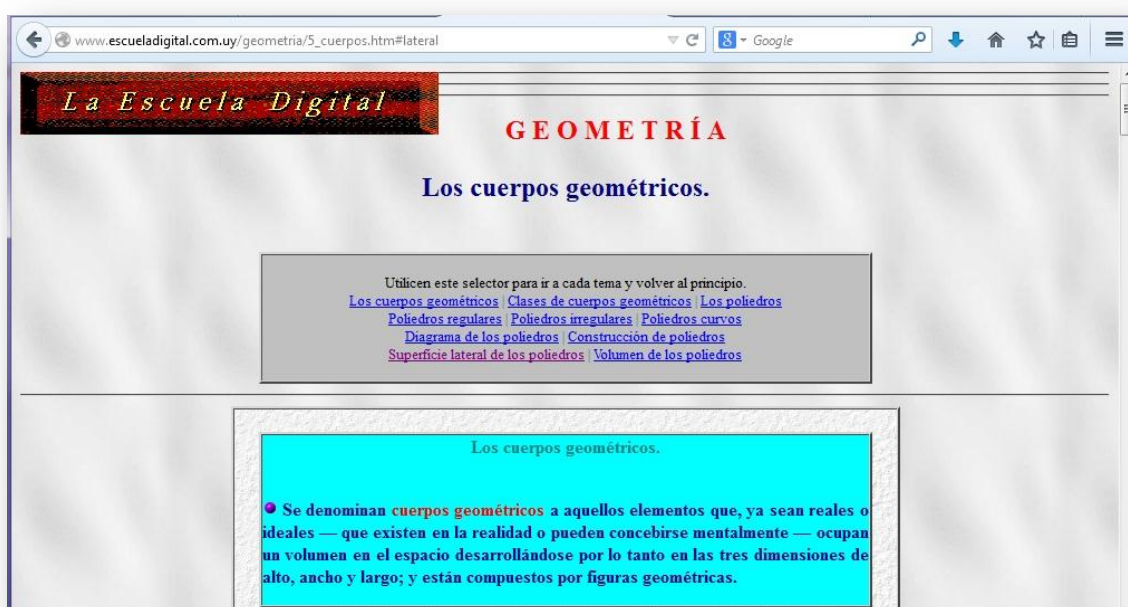 www.escueladigital.com.uy/geometria/5_cuerpos.htm#lateral
Google
La Escuela Digital
GEOMETRÍA
Los cuerpos geométricos.
Utilicen este selector para ir a cada tema y volver al principio.
Los cuerpos geométricos | Clases de cuerpos geométricos | Los poliedros
Poliedros regulares | Poliedros irregulares | Poliedros curvos
Diagrama de los poliedros | Construcción de poliedros
Superficie lateral de los poliedros | Volumen de los poliedros
Los cuerpos geométricos.
Se denominan cuerpos geométricos a aquellos elementos que, ya sean reales o
ideales — que existen en la realidad o pueden concebirse mentalmente — ocupan
un volumen en el espacio desarrollándose por lo tanto en las tres dimensiones de
alto, ancho y largo; y están compuestos por figuras geométricas.